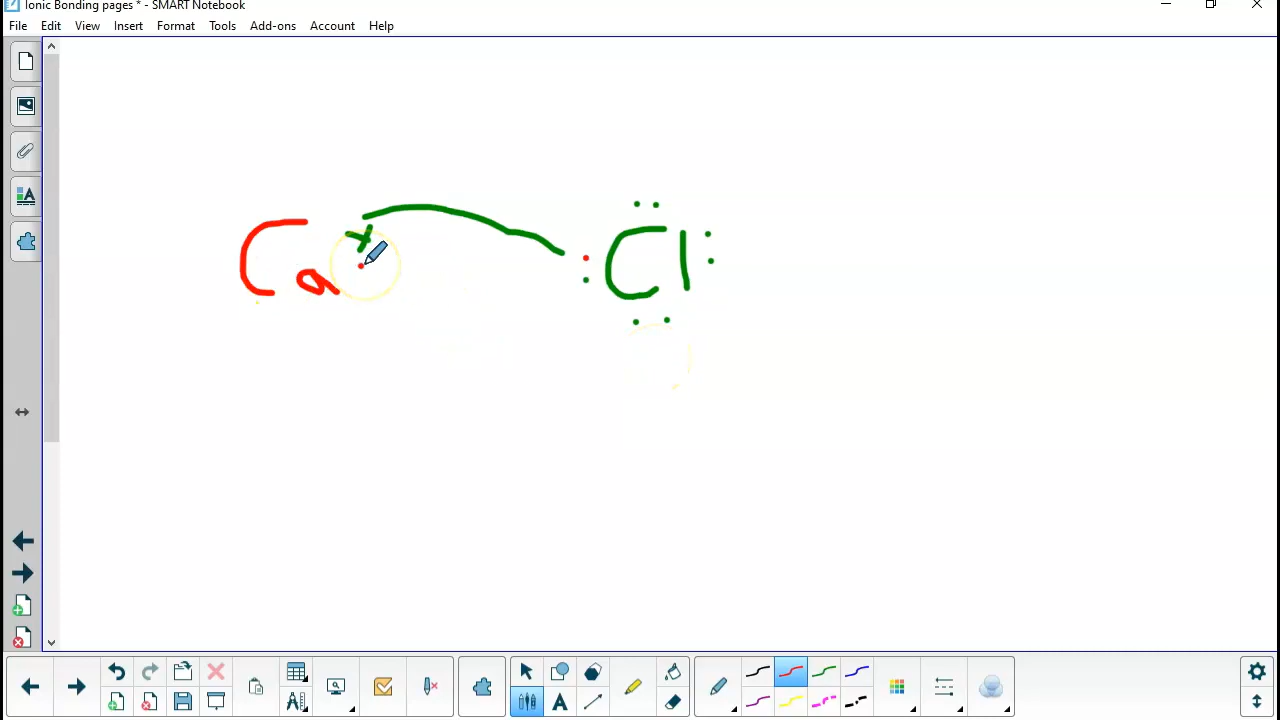 Ionic Bonding pages * - SMART Notebook
File Edit View Insert Format Tools Add-ons Account Help
Ca Cl